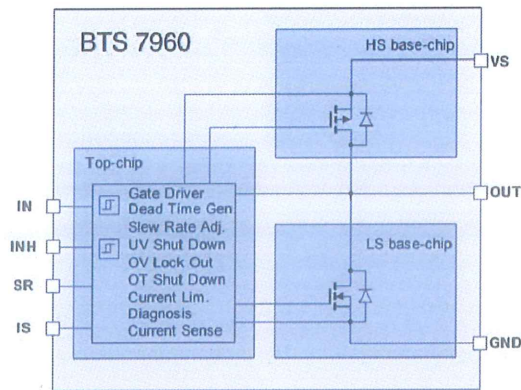 BTS 7960
HS base-chip
VS
Top-chip
IN
INH
SR
IS
Gate Driver
Dead Time Gen.
Slew Rate Adj.
UV Shut Down
OV Lock Out
OT Shut Down
Current Lim.
Diagnosis
Current Sense
OUT
LS base-chip
GND